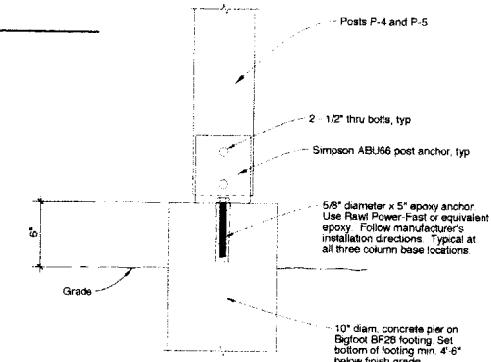 Posts P-4 and P-5
2 - 1/2" thru bolts, typ
Simpson ABU66 post anchor, typ
5/8" diameter x 5" epoxy anchor
Use Rawl Power-Fast or equivalent
epoxy. Follow manufacturer's
installation directions. Typical at
all three column base locations.
6"
Grade
10" diam. concrete pier on
Bigfoot BF28 footing. Set
bottom of footing min. 4'-6"
below finish grade